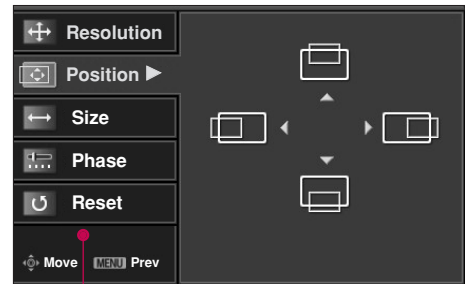 Resolution
Position ▶
Size
Phase
Reset
Move MENU Prev